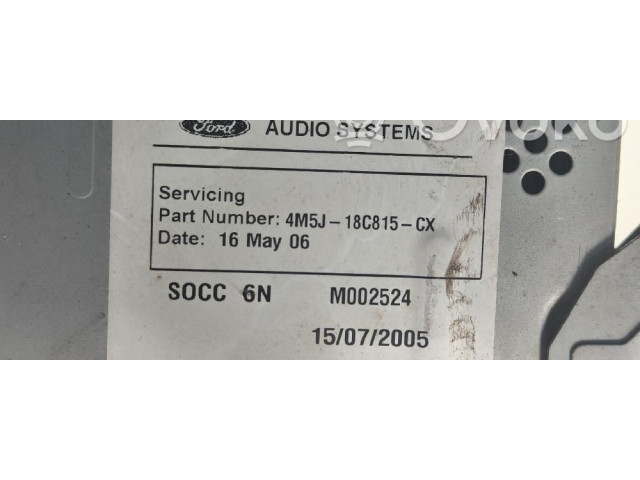 Ford AUDIO SYSTEMS
Servicing
Part Number: 4M5J-18C815-CX
Date: 16 May 06
SOCC 6N M002524
15/07/2005